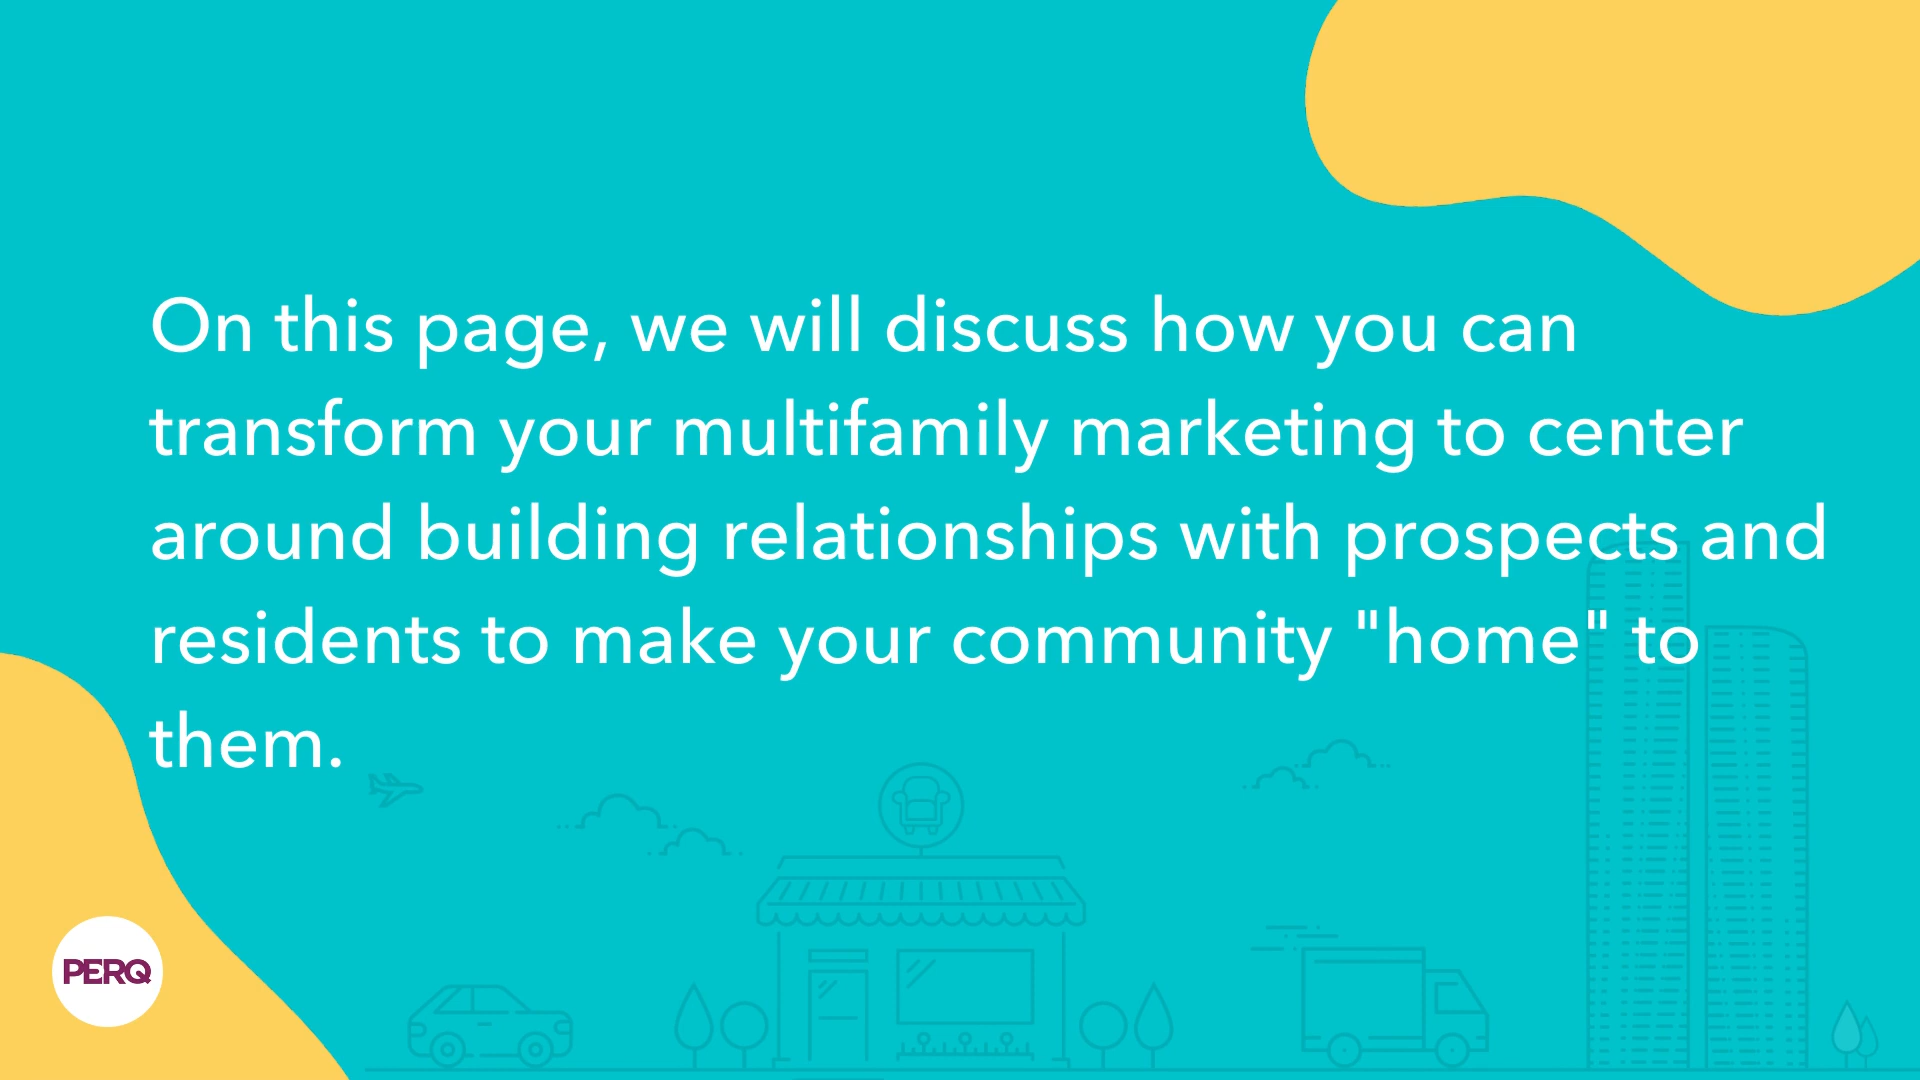 On this page, we will discuss how you can
transform your multifamily marketing to center
around building relationships with prospects and
residents to make your community "home" to
them.
PERQ